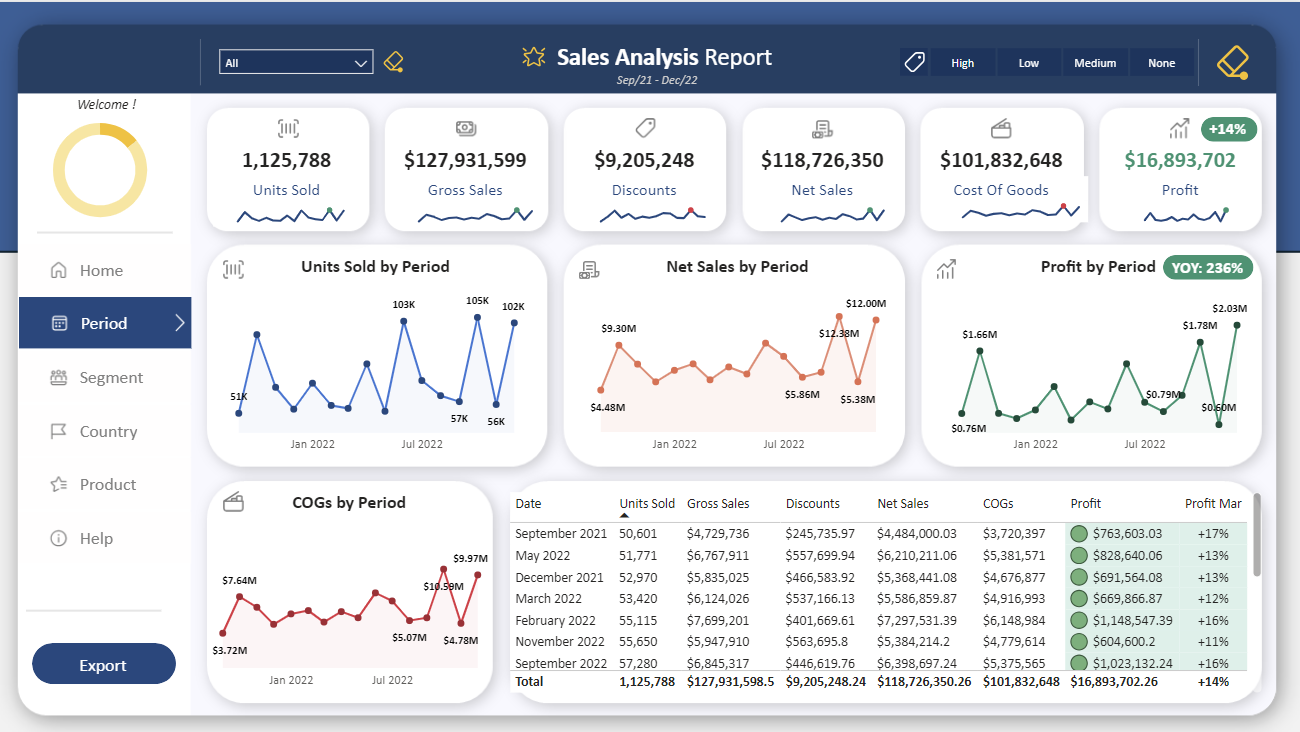 All
Sales Analysis Report
Sep/21 - Dec/22
High Low Medium None
Welcome !
Home
Period
Segment
Country
Product
Help
Export
1,125,788
Units Sold
$127,931,599
Gross Sales
$9,205,248
Discounts
$118,726,350
Net Sales
$101,832,648
Cost Of Goods
+14%
$16,893,702
Profit
Units Sold by Period
103K 105K 102K
51K
57K 56K
Jan 2022 Jul 2022
Net Sales by Period
$12.00M
$9.30M $12.38M
$5.86M $5.38M
$4.48M
Jan 2022 Jul 2022
Profit by Period YOY: 236%
$2.03M
$1.66M $1.78M
$0.79M $0.60M
$0.76M
Jan 2022 Jul 2022
COGs by Period
$9.97M
$7.64M $10.59M
$5.07M $4.78M
$3.72M
Jan 2022 Jul 2022
Date Units Sold Gross Sales Discounts Net Sales COGs Profit Profit Mar
September 2021 50,601 $4,729,736 $245,735.97 $4,484,000.03 $3,720,397 $763,603.03 +17%
May 2022 51,771 $6,767,911 $557,699.94 $6,210,211.06 $5,381,571 $828,640.06 +13%
December 2021 52,970 $5,835,025 $466,583.92 $5,368,441.08 $4,676,877 $691,564.08 +13%
March 2022 53,420 $6,124,026 $537,166.13 $5,586,859.87 $4,916,993 $669,866.87 +12%
February 2022 55,115 $7,699,201 $401,669.61 $7,297,531.39 $6,148,984 $1,148,547.39 +16%
November 2022 55,650 $5,947,910 $563,695.8 $5,384,214.2 $4,779,614 $604,600.2 +11%
September 2022 57,280 $6,845,317 $446,619.76 $6,398,697.24 $5,375,565 $1,023,132.24 +16%
Total 1,125,788 $127,931,598.5 $9,205,248.24 $118,726,350.26 $101,832,648 $16,893,702.26 +14%